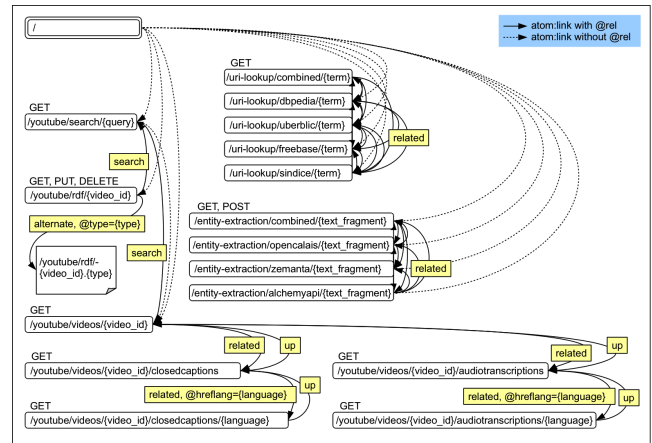 /
atom:link with @rel
atom:link without @rel
GET
/uri-lookup/combined/{term}
/uri-lookup/dbpedia/{term}
/uri-lookup/uberblic/{term}
/uri-lookup/freebase/{term}
/uri-lookup/sindice/{term}
related
GET
/youtube/search/{query}
search
GET, PUT, DELETE
/youtube/rdf/{video_id}
alternate, @type={type}
/youtube/rdf/-
{video_id}.{type}
search
GET, POST
/entity-extraction/combined/{text_fragment}
/entity-extraction/opencalais/{text_fragment}
/entity-extraction/zemanta/{text_fragment}
/entity-extraction/alchemyapi/{text_fragment}
related
GET
/youtube/videos/{video_id}
related
up
related
up
GET
/youtube/videos/{video_id}/closedcaptions
GET
/youtube/videos/{video_id}/audiotranscriptions
related, @hreflang={language}
up
related, @hreflang={language}
up
GET
/youtube/videos/{video_id}/closedcaptions/{language}
GET
/youtube/videos/{video_id}/audiotranscriptions/{language}